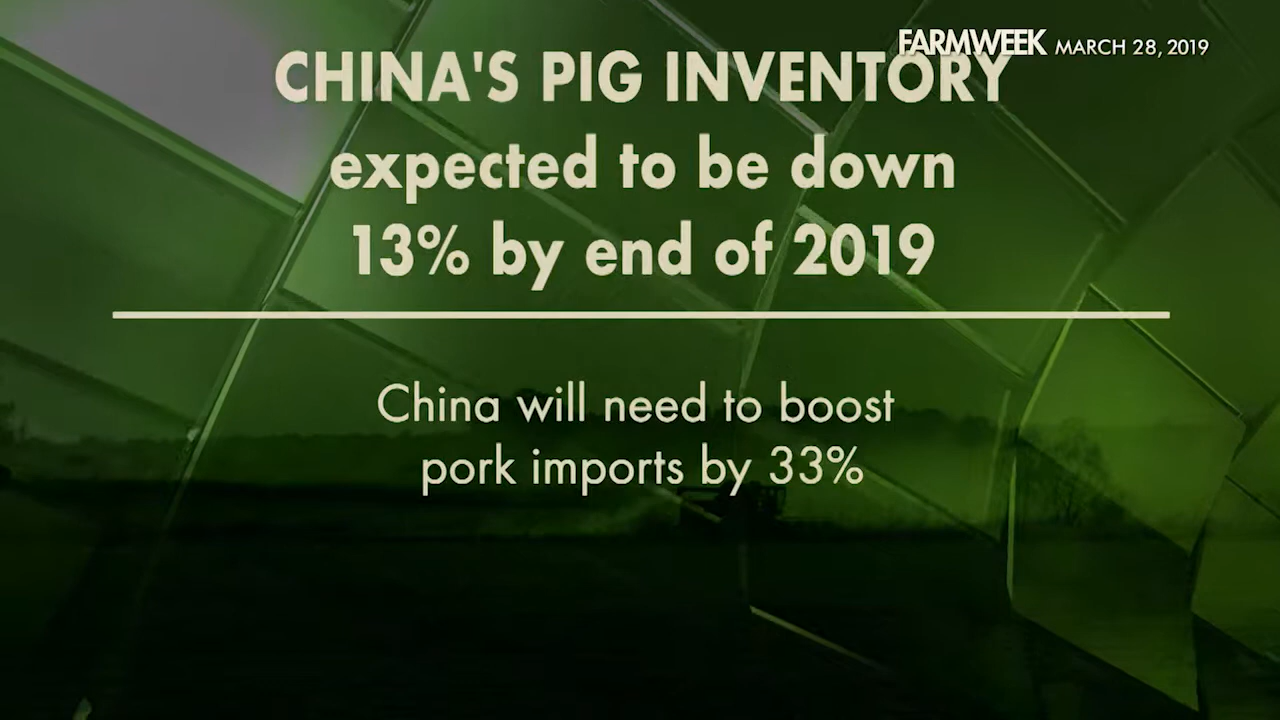 FARMWEEK MARCH 28, 2019
CHINA'S PIG INVENTORY
expected to be down
13% by end of 2019
China will need to boost
pork imports by 33%